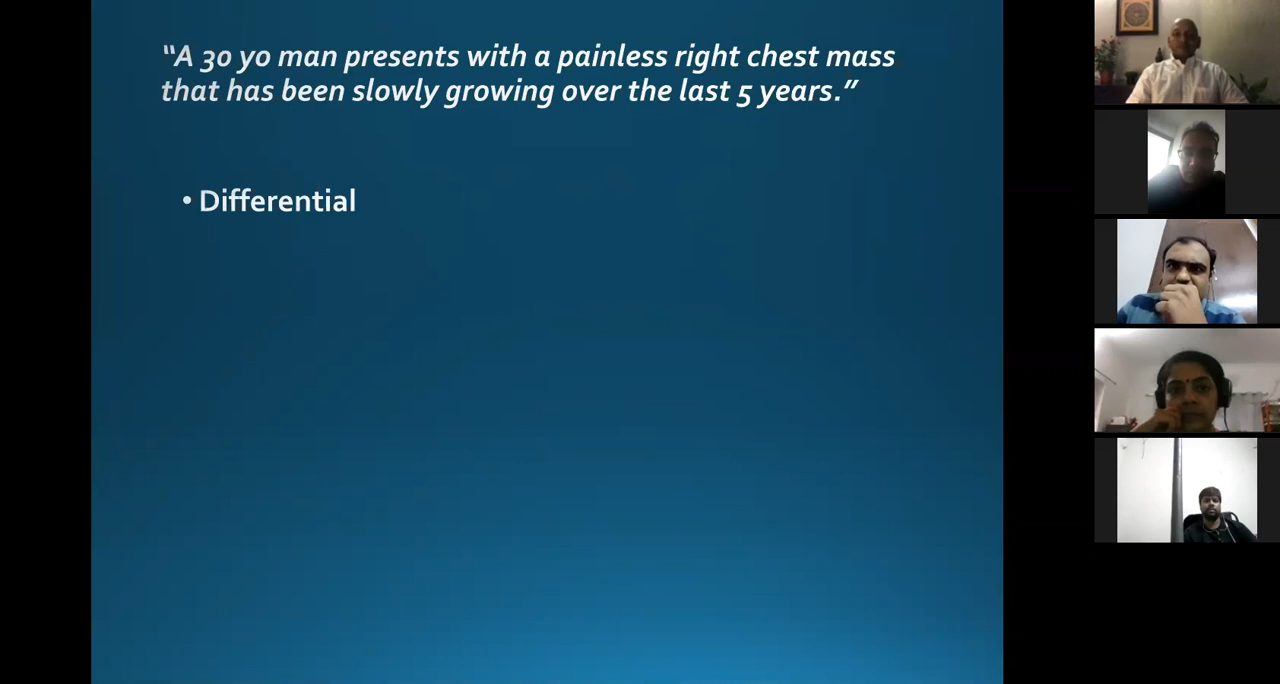 “A 30 yo man presents with a painless right chest mass
that has been slowly growing over the last 5 years.”
• Differential